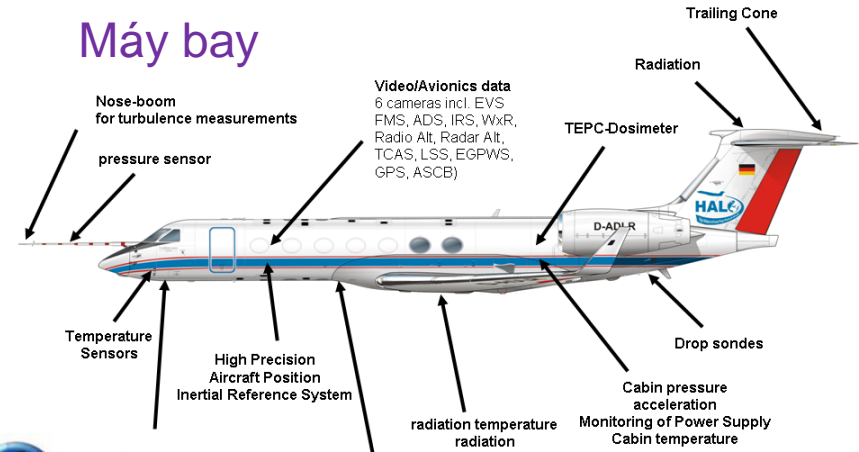 Máy bay
Trailing Cone
Radiation
Video/Avionics data
6 cameras incl. EVS
FMS, ADS, IRS, WxR,
Radio Alt, Radar Alt,
TCAS, LSS, EGPWS,
GPS, ASCB)
Nose-boom
for turbulence measurements
TEPC-Dosimeter
pressure sensor
HALO
D-ADLR
Temperature
Sensors
High Precision
Aircraft Position
Inertial Reference System
Drop sondes
radiation temperature
radiation
Cabin pressure
acceleration
Monitoring of Power Supply
Cabin temperature